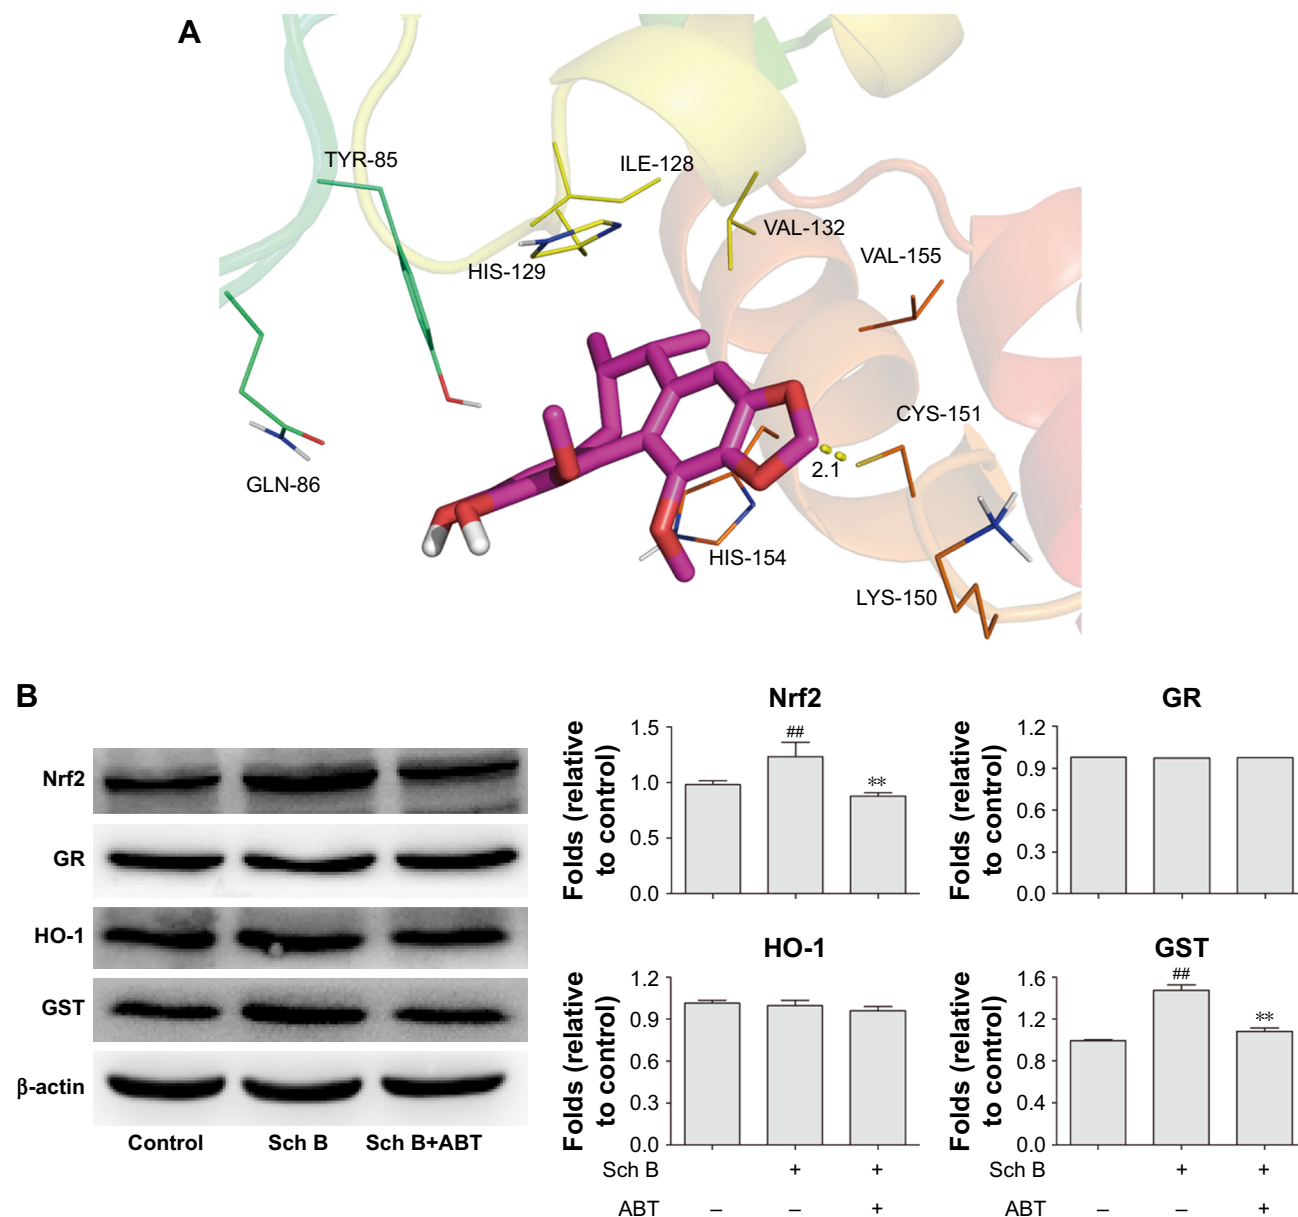 A
TYR-85
ILE-128
VAL-132
HIS-129
VAL-155
CYS-151
2.1
GLN-86
HIS-154
LYS-150
B
Nrf2
GR
HO-1
GST
β-actin
Control Sch B Sch B+ABT
Nrf2
Folds (relative
to control)
1.5
1.0
0.5
0.0
##
**
GR
Folds (relative
to control)
1.2
0.9
0.6
0.3
0.0
HO-1
Folds (relative
to control)
1.2
0.9
0.6
0.3
0.0
Sch B + +
ABT – – +
GST
Folds (relative
to control)
1.6
1.2
0.8
0.4
0.0
##
**
Sch B + +
ABT – – +